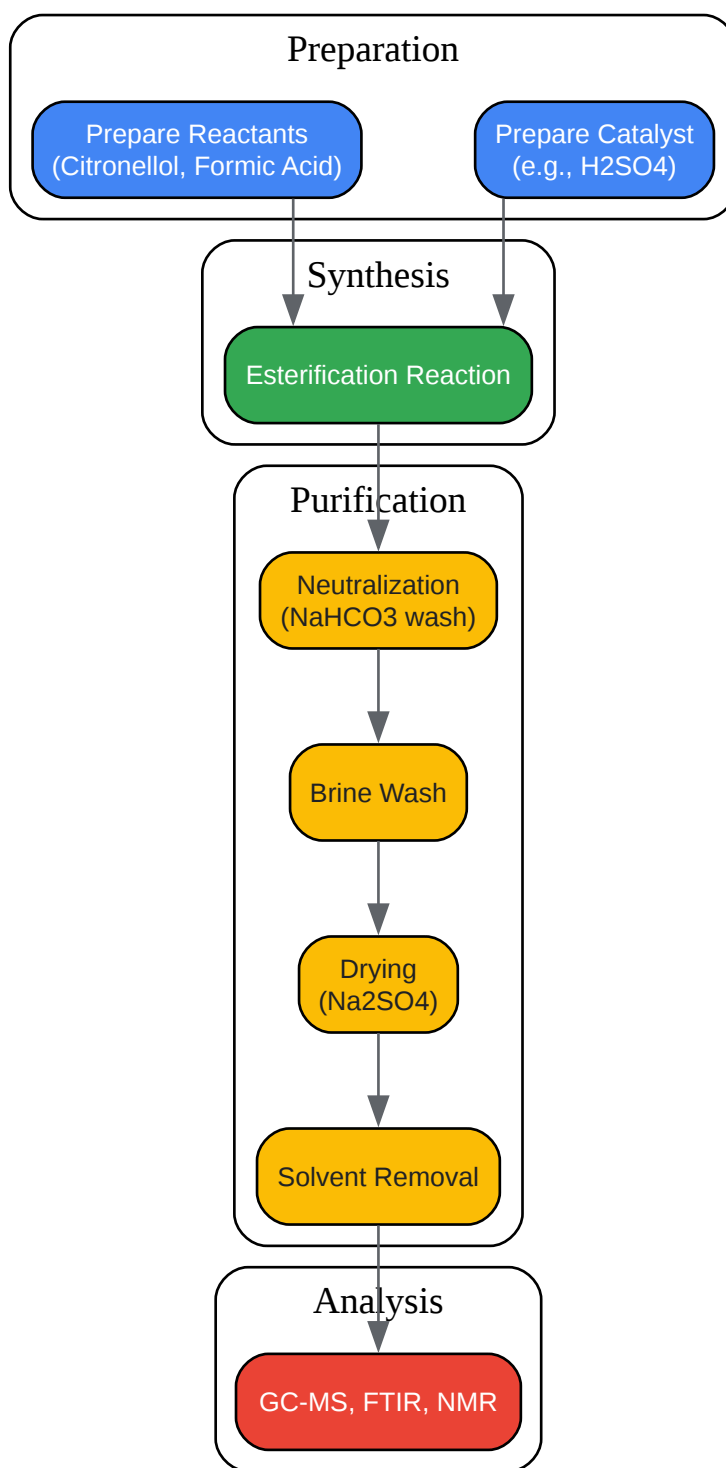 Preparation
Prepare Reactants
(Citronellol, Formic Acid)
Prepare Catalyst
(e.g., H2SO4)
Synthesis
Esterification Reaction
Purification
Neutralization
(NaHCO3 wash)
Brine Wash
Drying
(Na2SO4)
Solvent Removal
Analysis
GC-MS, FTIR, NMR